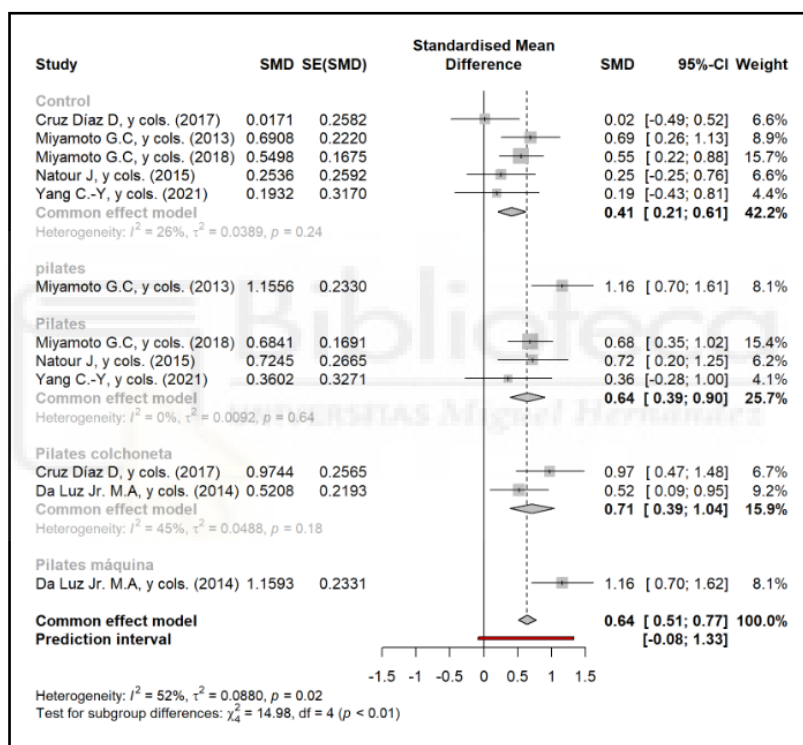 Standardised Mean
Study SMD SE(SMD) Difference SMD 95%-CI Weight
Control
Cruz Díaz D, y cols. (2017) 0.0171 0.2582 0.02 [-0.49; 0.52] 6.6%
Miyamoto G.C, y cols. (2013) 0.6908 0.2220 0.69 [0.26; 1.13] 8.9%
Miyamoto G.C, y cols. (2018) 0.5498 0.1675 0.55 [0.22; 0.88] 15.7%
Natour J, y cols. (2015) 0.2536 0.2592 0.25 [-0.25; 0.76] 6.6%
Yang C.-Y, y cols. (2021) 0.1932 0.3170 0.19 [-0.43; 0.81] 4.4%
Common effect model 0.41 [ 0.21; 0.61] 42.2%
Heterogeneity: I² = 26%, τ² = 0.0389, p = 0.24
pilates
Miyamoto G.C, y cols. (2013) 1.1556 0.2330 1.16 [ 0.70; 1.61] 8.1%
Pilates
Miyamoto G.C, y cols. (2018) 0.6841 0.1691 0.68 [0.35; 1.02] 15.4%
Natour J, y cols. (2015) 0.7245 0.2665 0.72 [0.20; 1.25] 6.2%
Yang C.-Y, y cols. (2021) 0.3602 0.3271 0.36 [-0.28; 1.00] 4.1%
Common effect model 0.64 [ 0.39; 0.90] 25.7%
Heterogeneity: I² = 0%, τ² = 0.0092, p = 0.64
Pilates colchoneta
Cruz Díaz D, y cols. (2017) 0.9744 0.2565 0.97 [0.47; 1.48] 6.7%
Da Luz Jr. M.A, y cols. (2014) 0.5208 0.2193 0.52 [0.09; 0.95] 9.2%
Common effect model 0.71 [ 0.39; 1.04] 15.9%
Heterogeneity: I² = 45%, τ² = 0.0488, p = 0.18
Pilates máquina
Da Luz Jr. M.A, y cols. (2014) 1.1593 0.2331 1.16 [ 0.70; 1.62] 8.1%
Common effect model 0.64 [ 0.51; 0.77] 100.0%
Prediction interval [-0.08; 1.33]
-1.5 -1 -0.5 0 0.5 1 1.5
Heterogeneity: I² = 52%, τ² = 0.0880, p = 0.02
Test for subgroup differences: χ²₄ = 14.98, df = 4 (p < 0.01)
Biblioteca
UNIVERSITAS Miguel Hernández